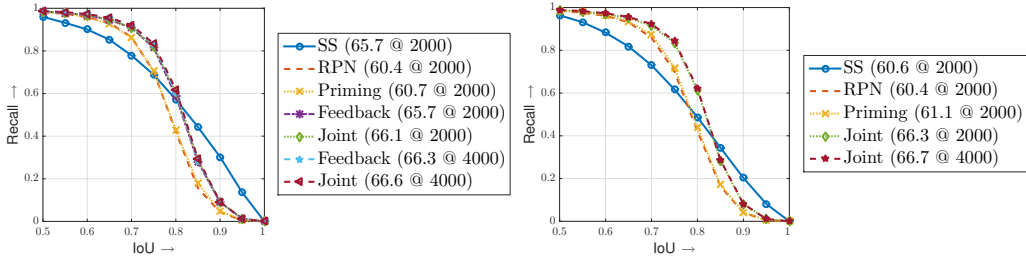 1
0.8
0.6
0.4
0.2
0
0.5 0.6 0.7 0.8 0.9 1
Recall →
IoU →
SS (65.7 @ 2000)
RPN (60.4 @ 2000)
Priming (60.7 @ 2000)
Feedback (65.7 @ 2000)
Joint (66.1 @ 2000)
Feedback (66.3 @ 4000)
Joint (66.6 @ 4000)
1
0.8
0.6
0.4
0.2
0
0.5 0.6 0.7 0.8 0.9 1
Recall →
IoU →
SS (60.6 @ 2000)
RPN (60.4 @ 2000)
Priming (61.1 @ 2000)
Joint (66.3 @ 2000)
Joint (66.7 @ 4000)